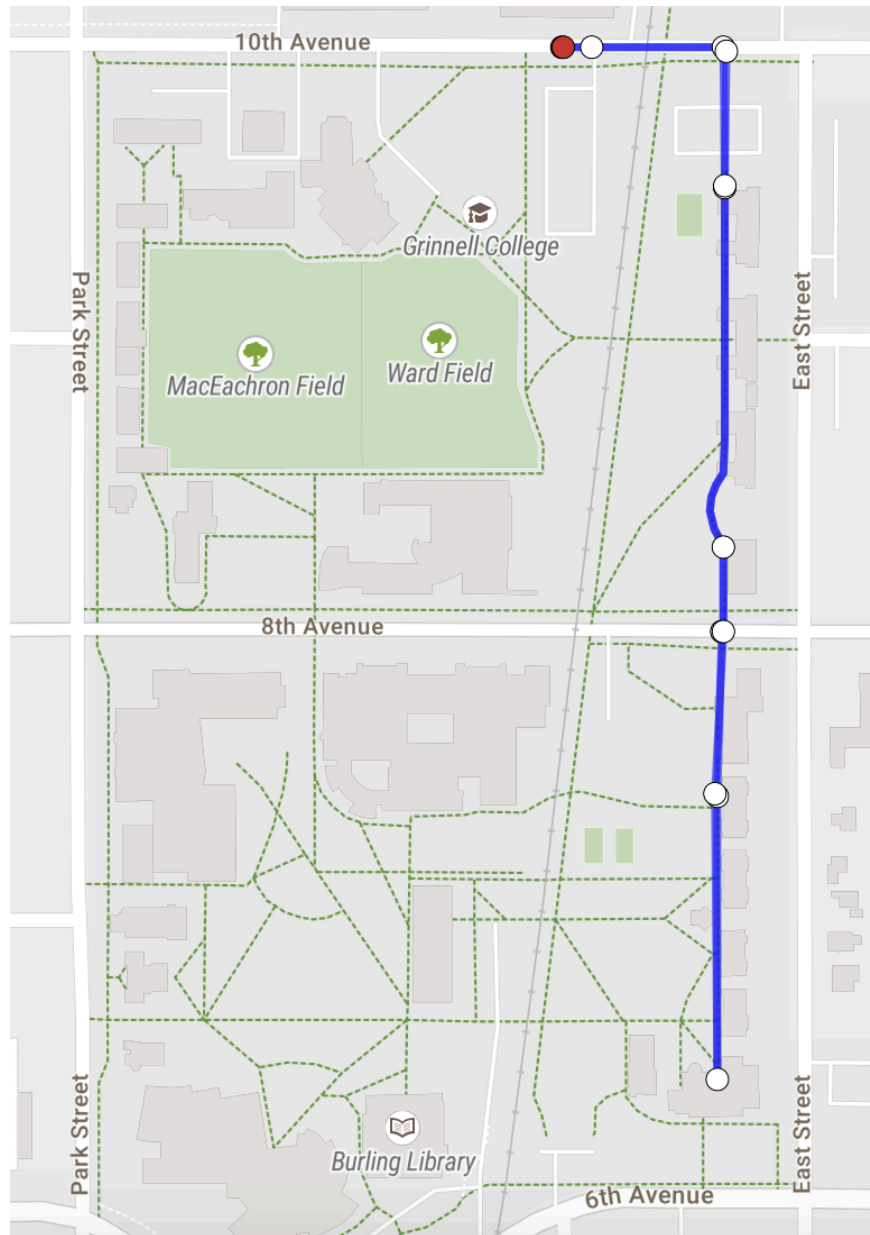 10th Avenue
Grinnell College
Park Street
East Street
MacEachron Field
Ward Field
8th Avenue
Park Street
East Street
Burling Library
6th Avenue